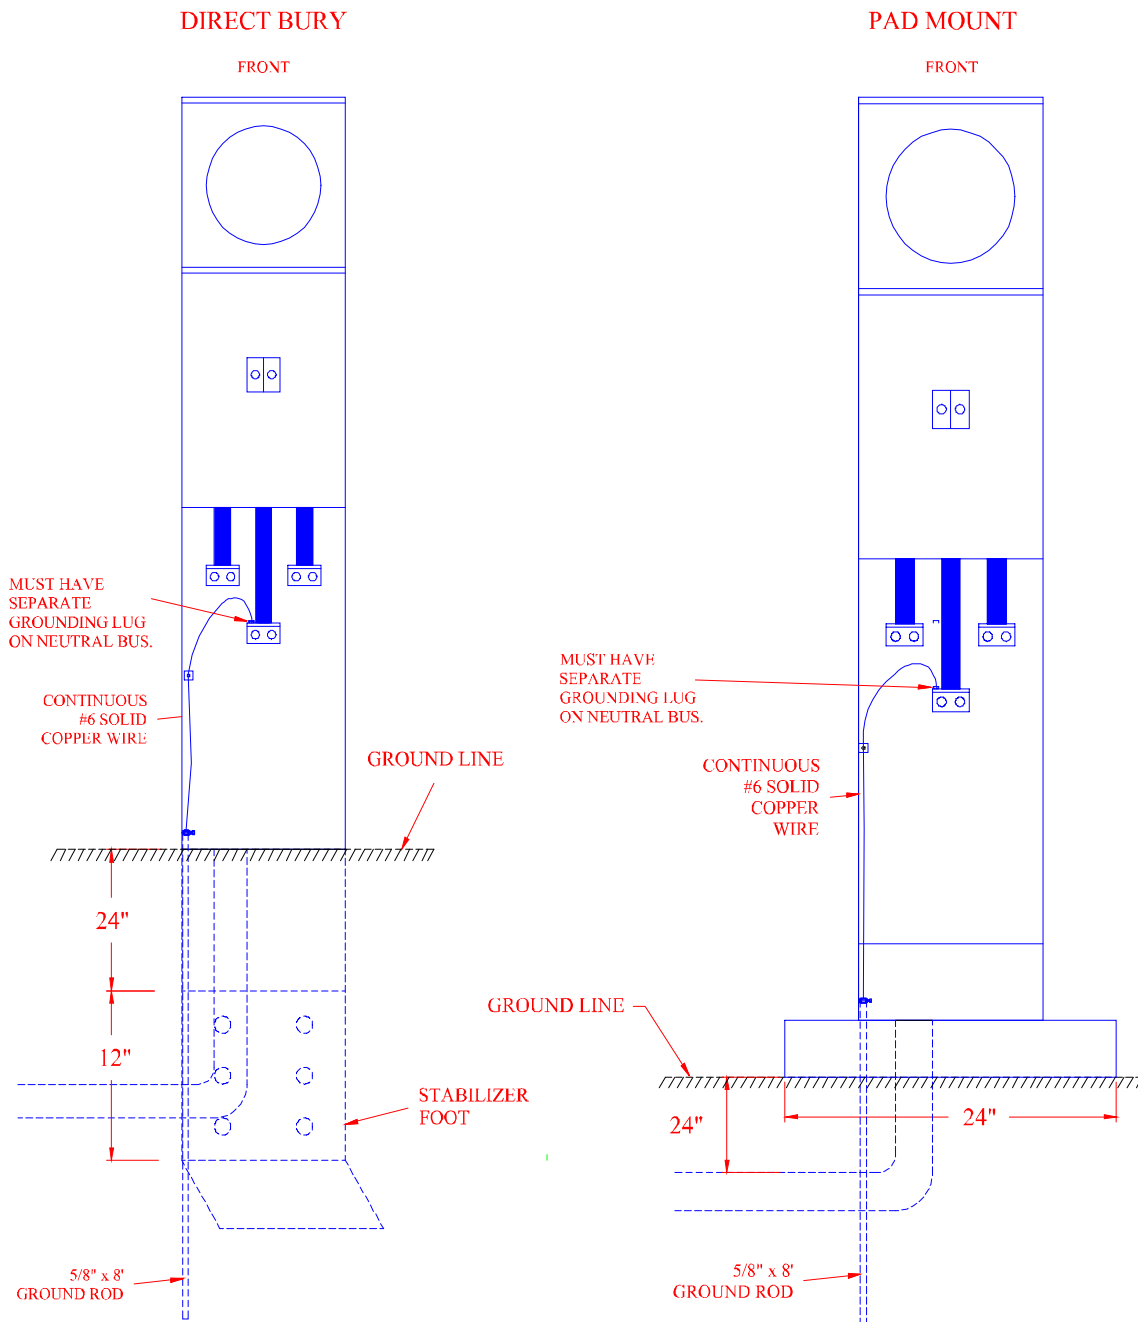 DIRECT BURY
FRONT
MUST HAVE
SEPARATE
GROUNDING LUG
ON NEUTRAL BUS.
CONTINUOUS
#6 SOLID
COPPER WIRE
GROUND LINE
24"
12"
STABILIZER
FOOT
5/8" x 8'
GROUND ROD
PAD MOUNT
FRONT
MUST HAVE
SEPARATE
GROUNDING LUG
ON NEUTRAL BUS.
CONTINUOUS
#6 SOLID
COPPER
WIRE
GROUND LINE
24"
24"
5/8" x 8'
GROUND ROD